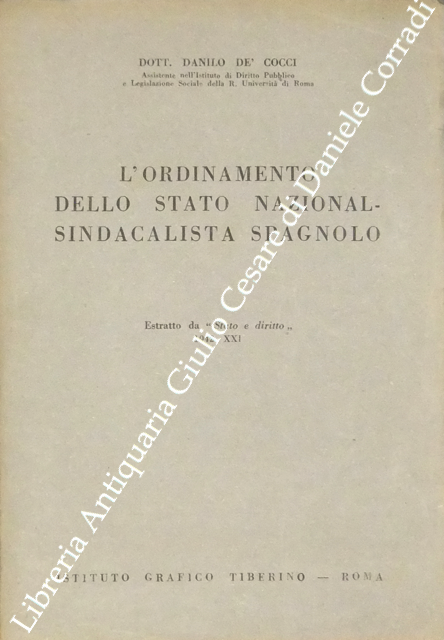 DOTT. DANILO DE' COCCI
Assistente nell'Istituto di Diritto Pubblico
e Legislazione Sociale della R. Università di Roma
L'ORDINAMENTO
DELLO STATO NAZIONAL-
SINDACALISTA SPAGNOLO
Estratto da "Stato e diritto„
1942 XXI
ISTITUTO GRAFICO TIBERINO — ROMA
Libreria Antiquaria Giulio Cesare di Daniele Corradi